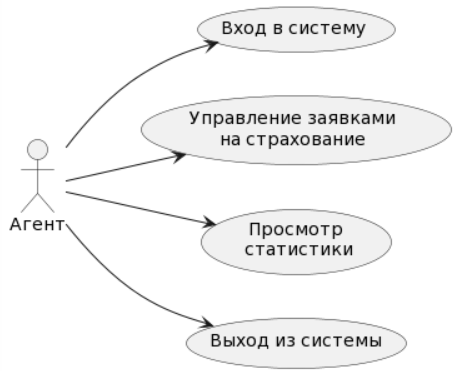 Вход в систему
Управление заявками
на страхование
Агент
Просмотр
статистики
Выход из системы